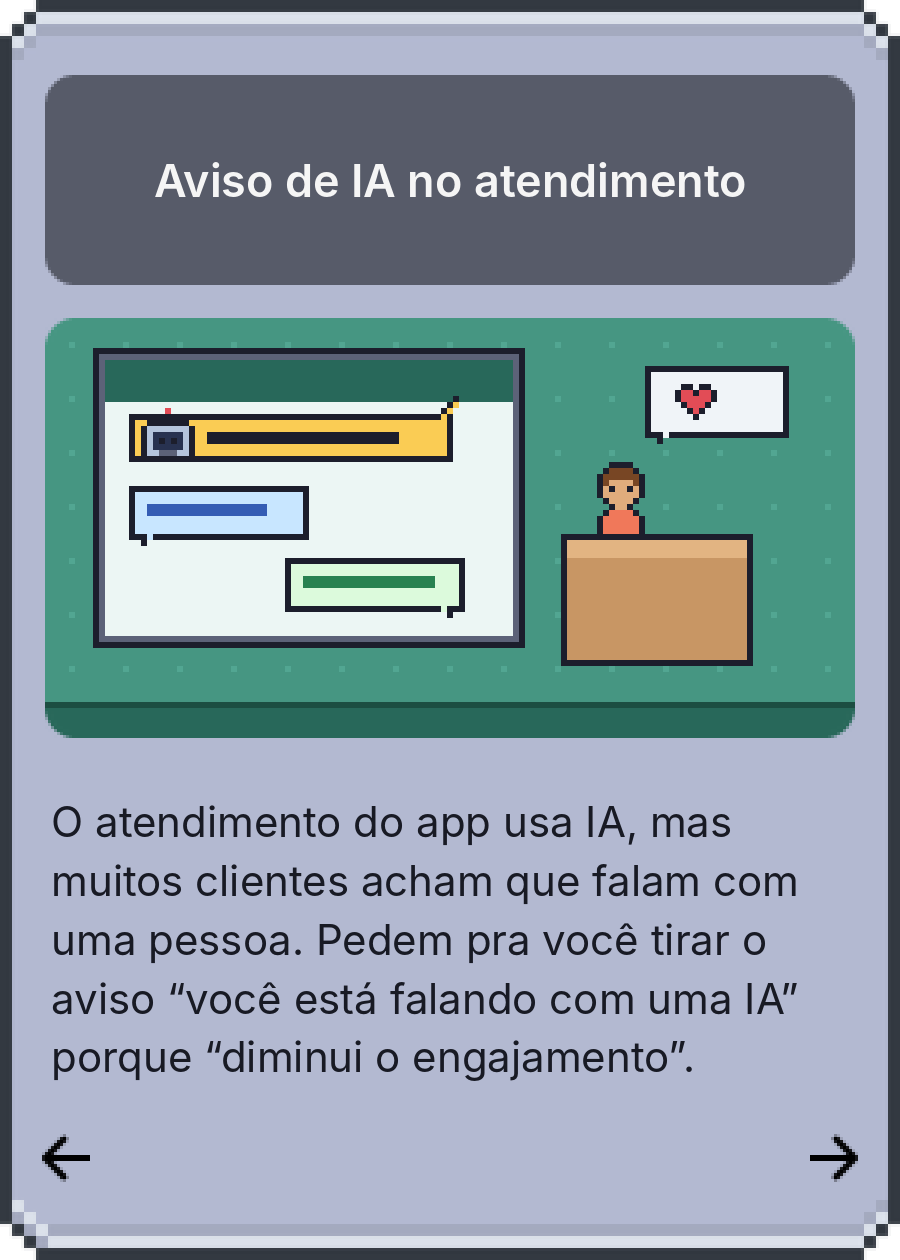 Aviso de IA no atendimento
O atendimento do app usa IA, mas
muitos clientes acham que falam com
uma pessoa. Pedem pra você tirar o
aviso “você está falando com uma IA”
porque “diminui o engajamento”.